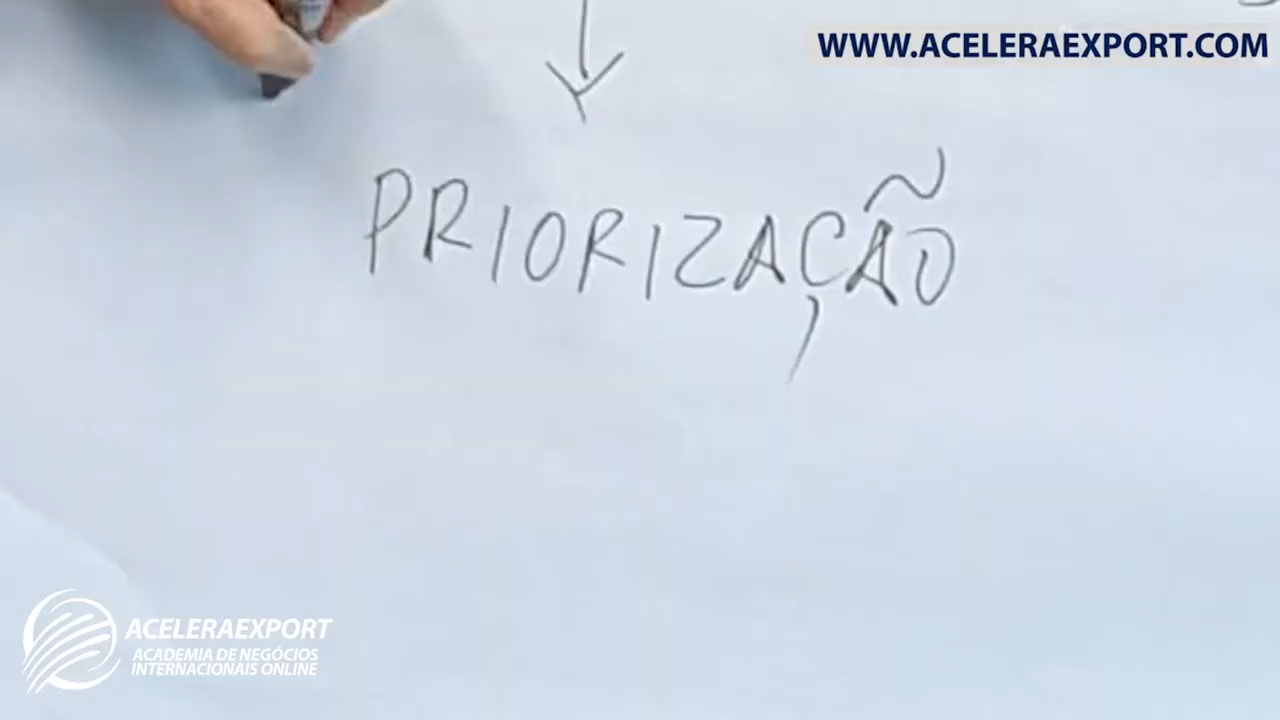 WWW.ACELERAEXPORT.COM
PRIORIZAÇÃO
ACELERAEXPORT
ACADEMIA DE NEGÓCIOS
INTERNACIONAIS ONLINE